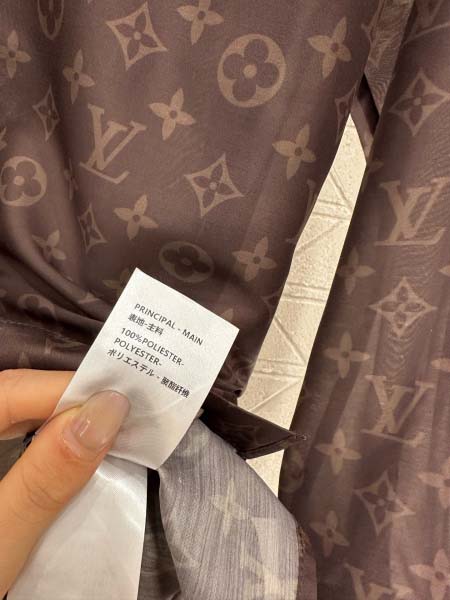 PRINCIPAL - MAIN
表地-主料
100%POLIESTER-
POLYESTER-
ポリエステル - 聚酯纤维